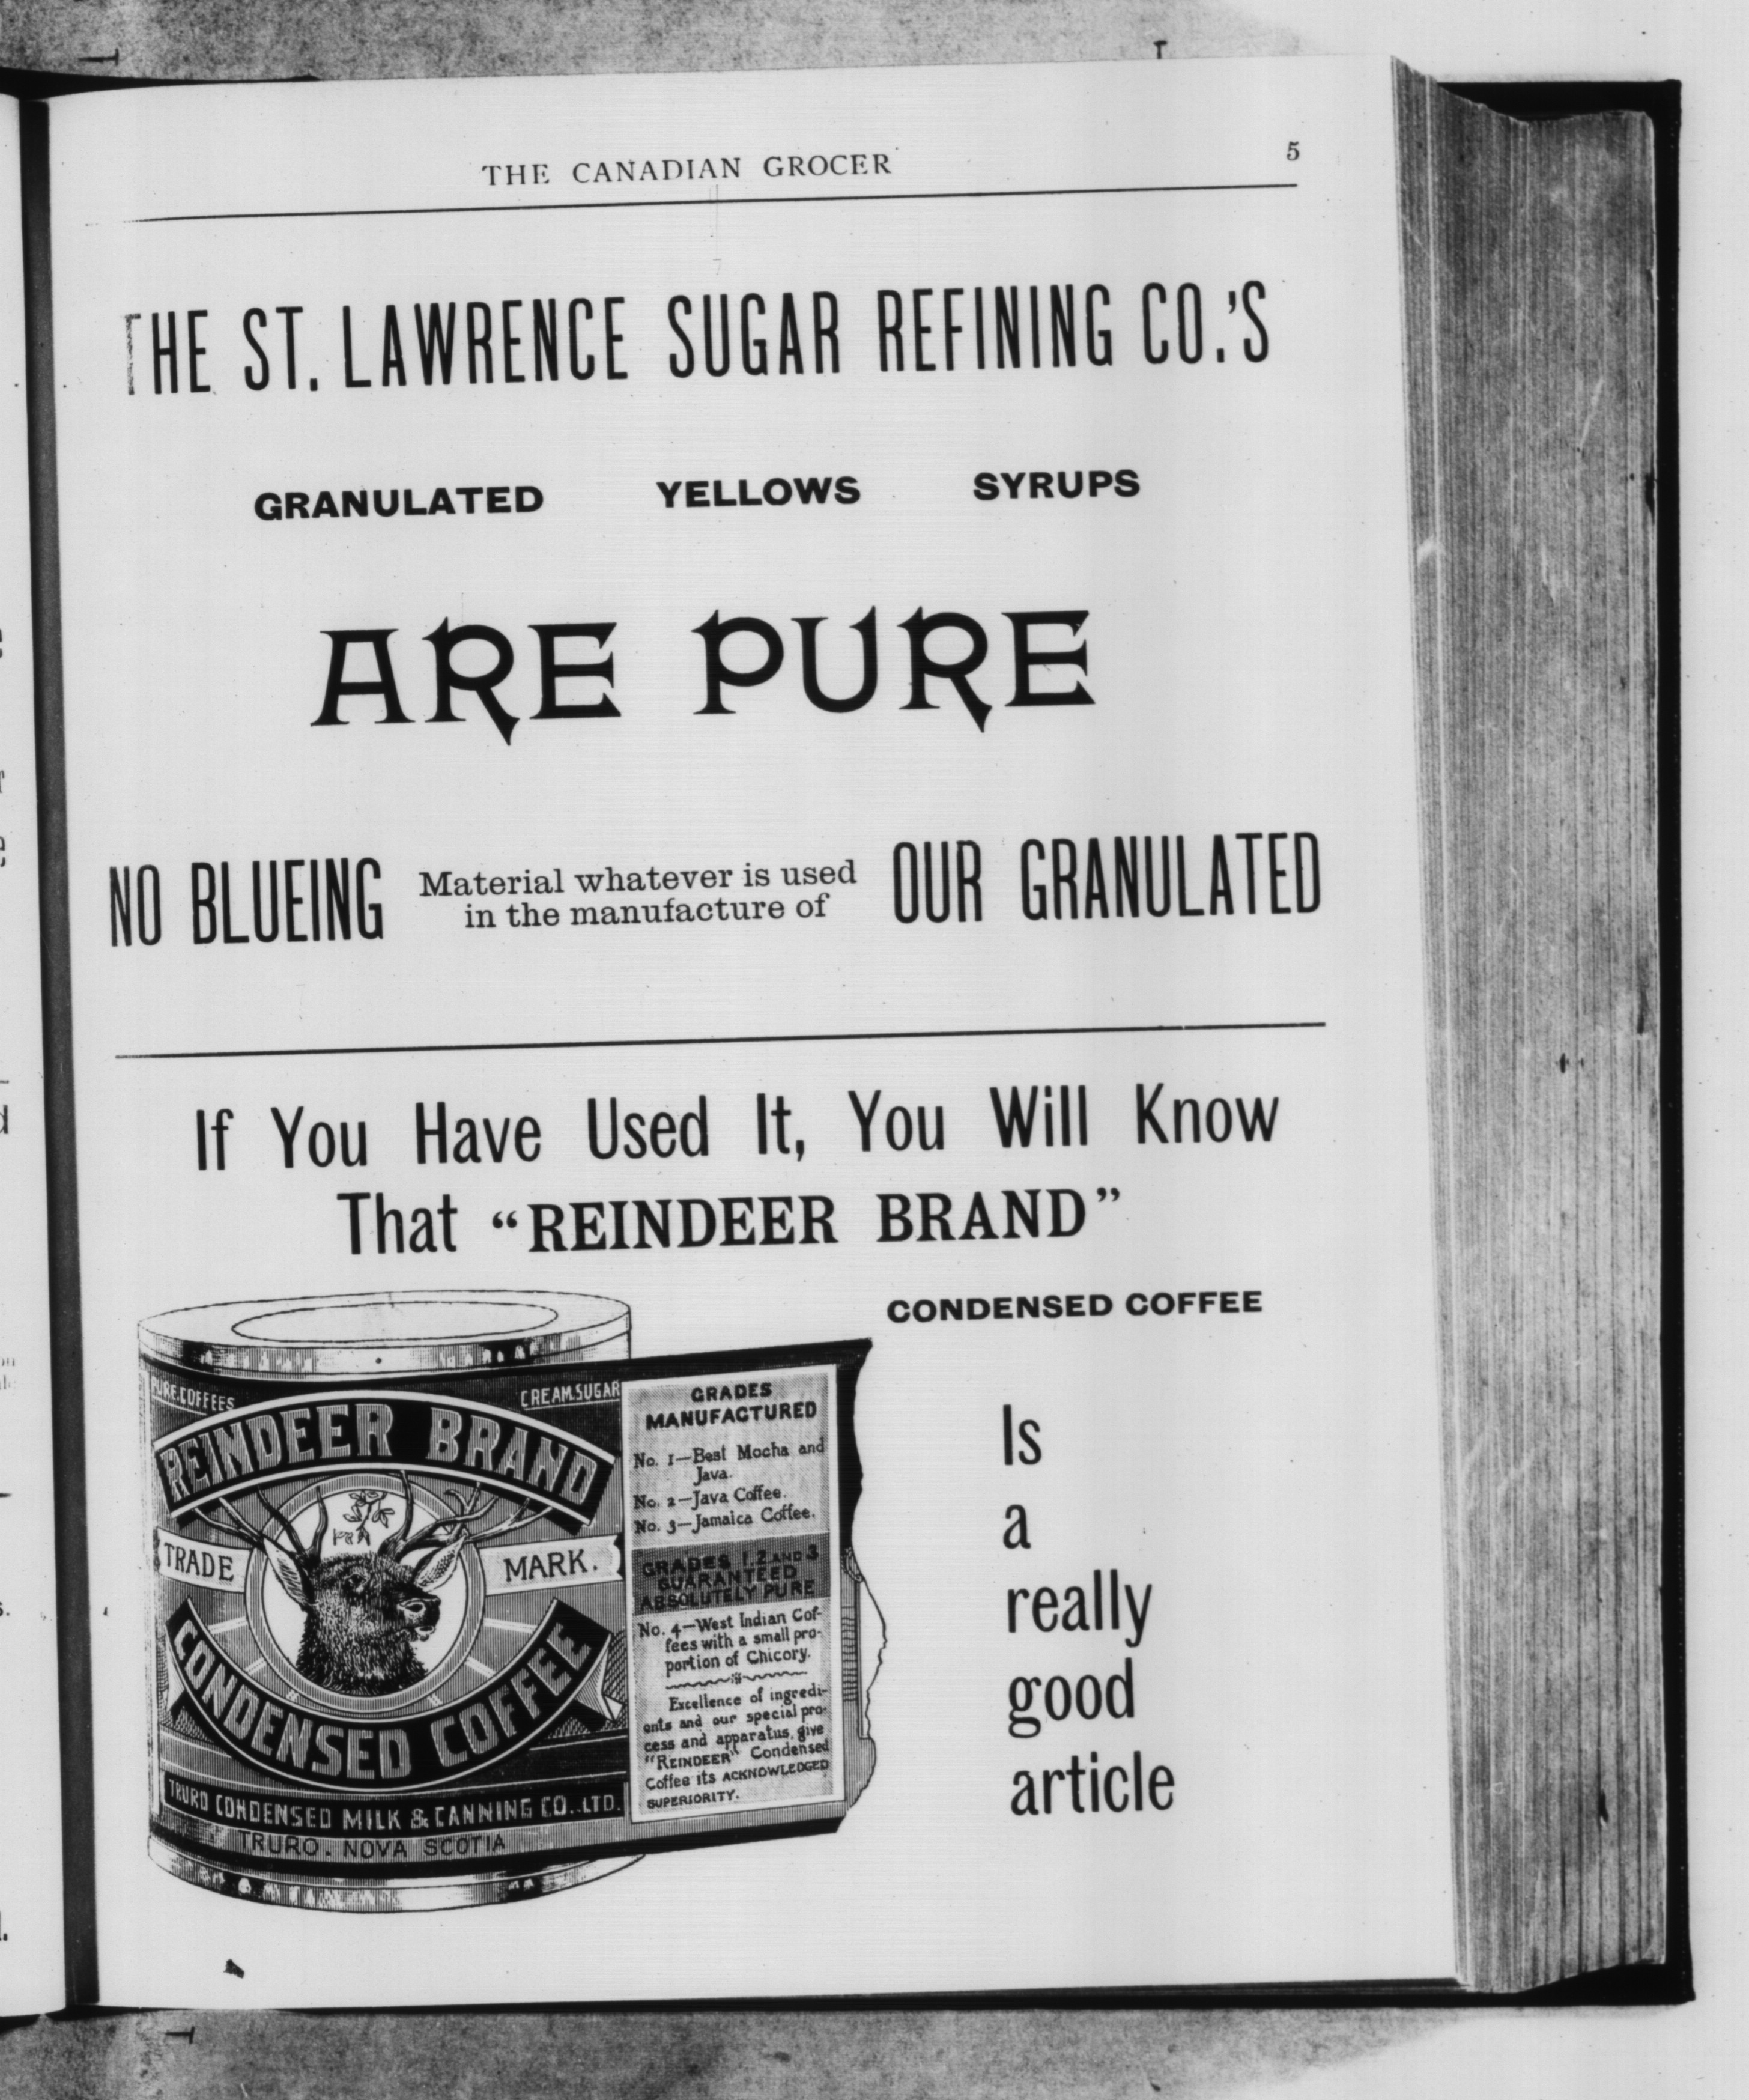 THE CANADIAN GROCER
5
THE ST. LAWRENCE SUGAR REFINING CO.'S
GRANULATED YELLOWS SYRUPS
ARE PURE
NO BLUEING Material whatever is used
in the manufacture of OUR GRANULATED
If You Have Used It, You Will Know
That “REINDEER BRAND”
CONDENSED COFFEE
Is
a
really
good
article
PURE.COFFEES
CREAM.SUGAR
REINDEER BRAND
TRADE MARK.
CONDENSED COFFEE
TRURO CONDENSED MILK & CANNING CO..LTD.
TRURO. NOVA SCOTIA
GRADES
MANUFACTURED
No. 1—Best Mocha and
Java.
No. 2—Java Coffee.
No. 3—Jamaica Coffee.
GRADES 1,2 AND 3
GUARANTEED
ABSOLUTELY PURE
No. 4—West Indian Cof-
fees with a small pro-
portion of Chicory.
Excellence of ingredi-
ents and our special pro-
cess and apparatus, give
"REINDEER" Condensed
Coffee its ACKNOWLEDGED
SUPERIORITY.